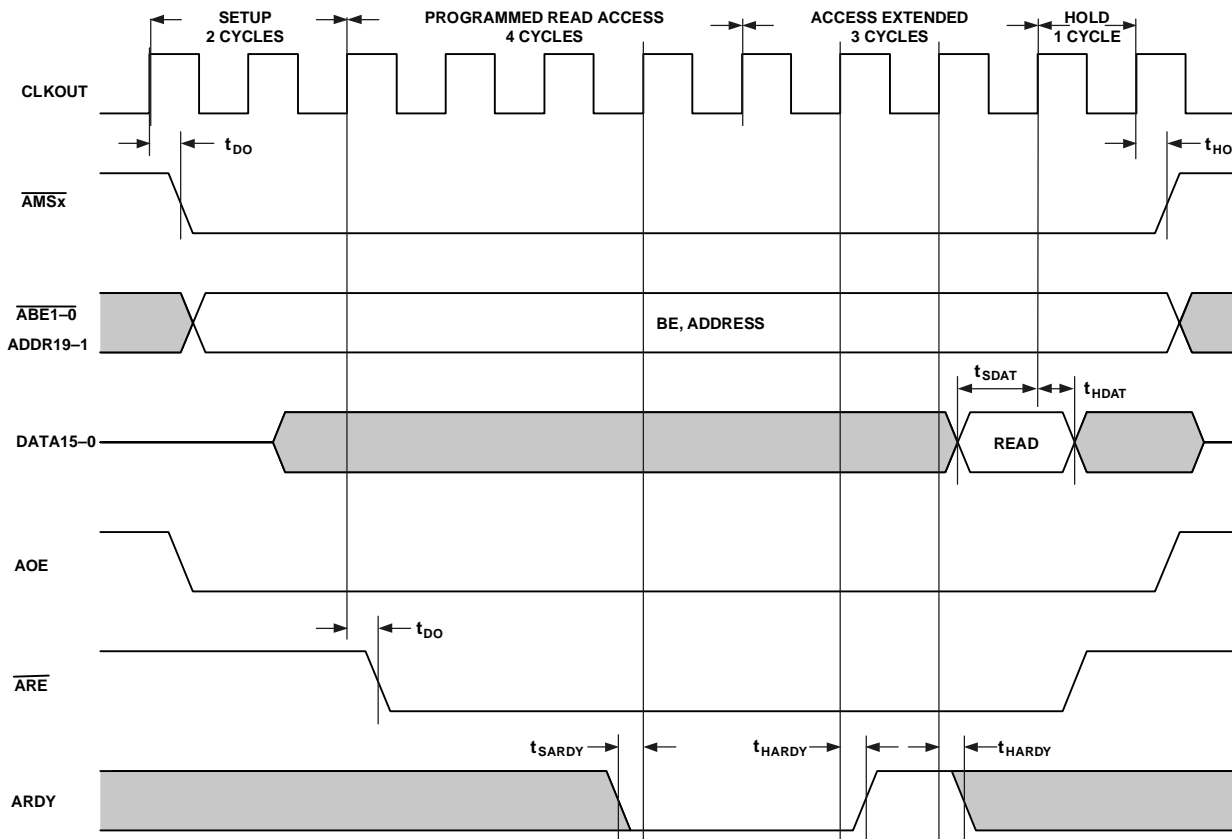 SETUP
2 CYCLES
PROGRAMMED READ ACCESS
4 CYCLES
ACCESS EXTENDED
3 CYCLES
HOLD
1 CYCLE
CLKOUT
tDO
tHO
AMSx
ABE1–0
ADDR19–1
BE, ADDRESS
tSDAT
tHDAT
DATA15–0
READ
AOE
tDO
ARE
tSARDY
tHARDY
tHARDY
ARDY